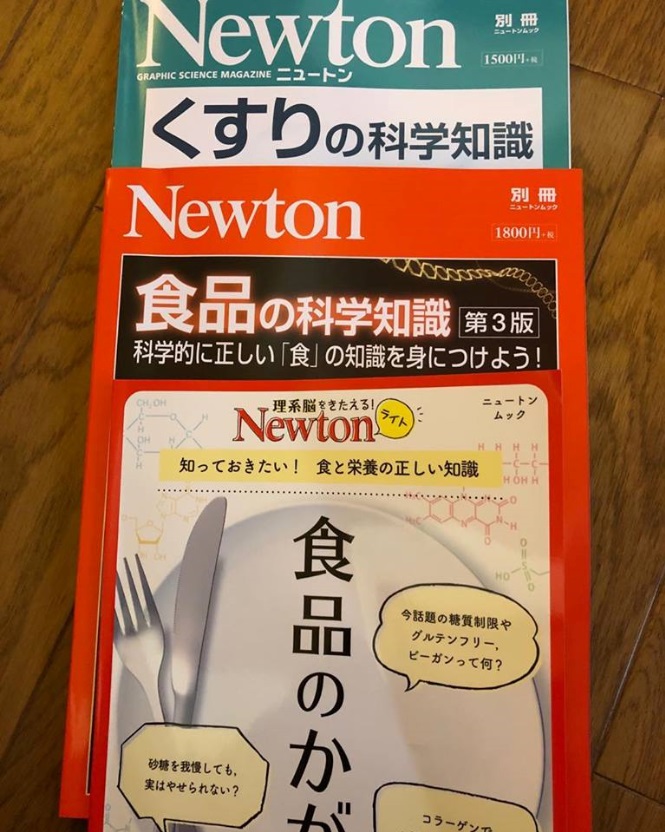 Newton
別冊
ニュートンムック
GRAPHIC SCIENCE MAGAZINE ニュートン
1500円+税
くすりの科学知識
Newton
別冊
ニュートンムック
1800円+税
食品の科学知識 第3版
科学的に正しい「食」の知識を身につけよう!
理系脳をきたえる!
Newton ライト
ニュートン
ムック
知っておきたい! 食と栄養の正しい知識
食品のかが
今話題の糖質制限や
グルテンフリー,
ビーガンって何?
砂糖を我慢しても,
実はやせられない?
コラーゲンで